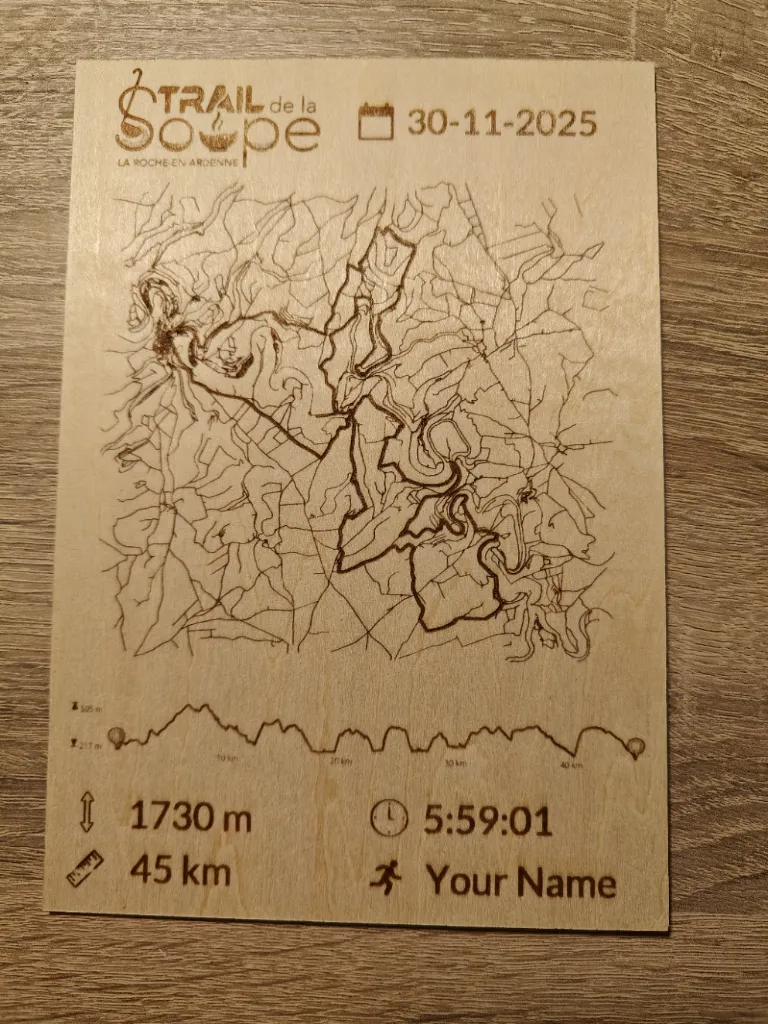 TRAIL de la
Soupe
LA ROCHE-EN-ARDENNE
30-11-2025
217 m
10 km
20 km
30 km
40 km
1730 m
5:59:01
45 km
Your Name